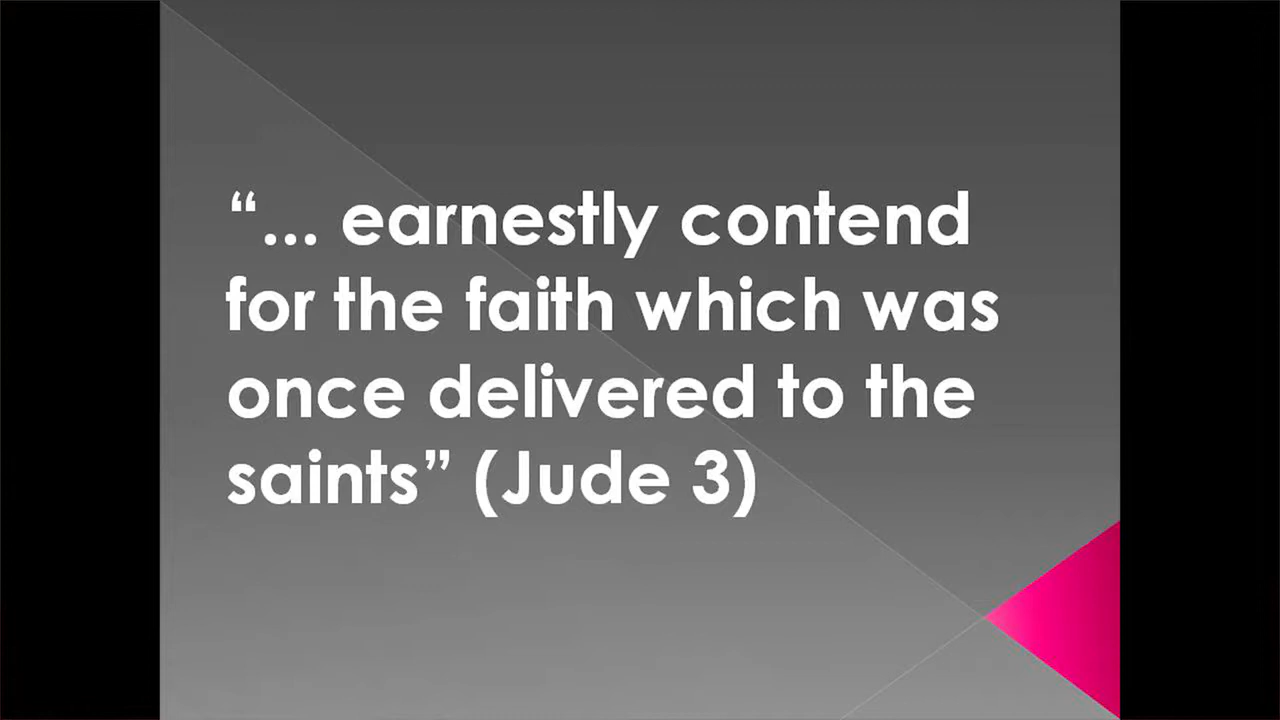 “... earnestly contend
for the faith which was
once delivered to the
saints” (Jude 3)